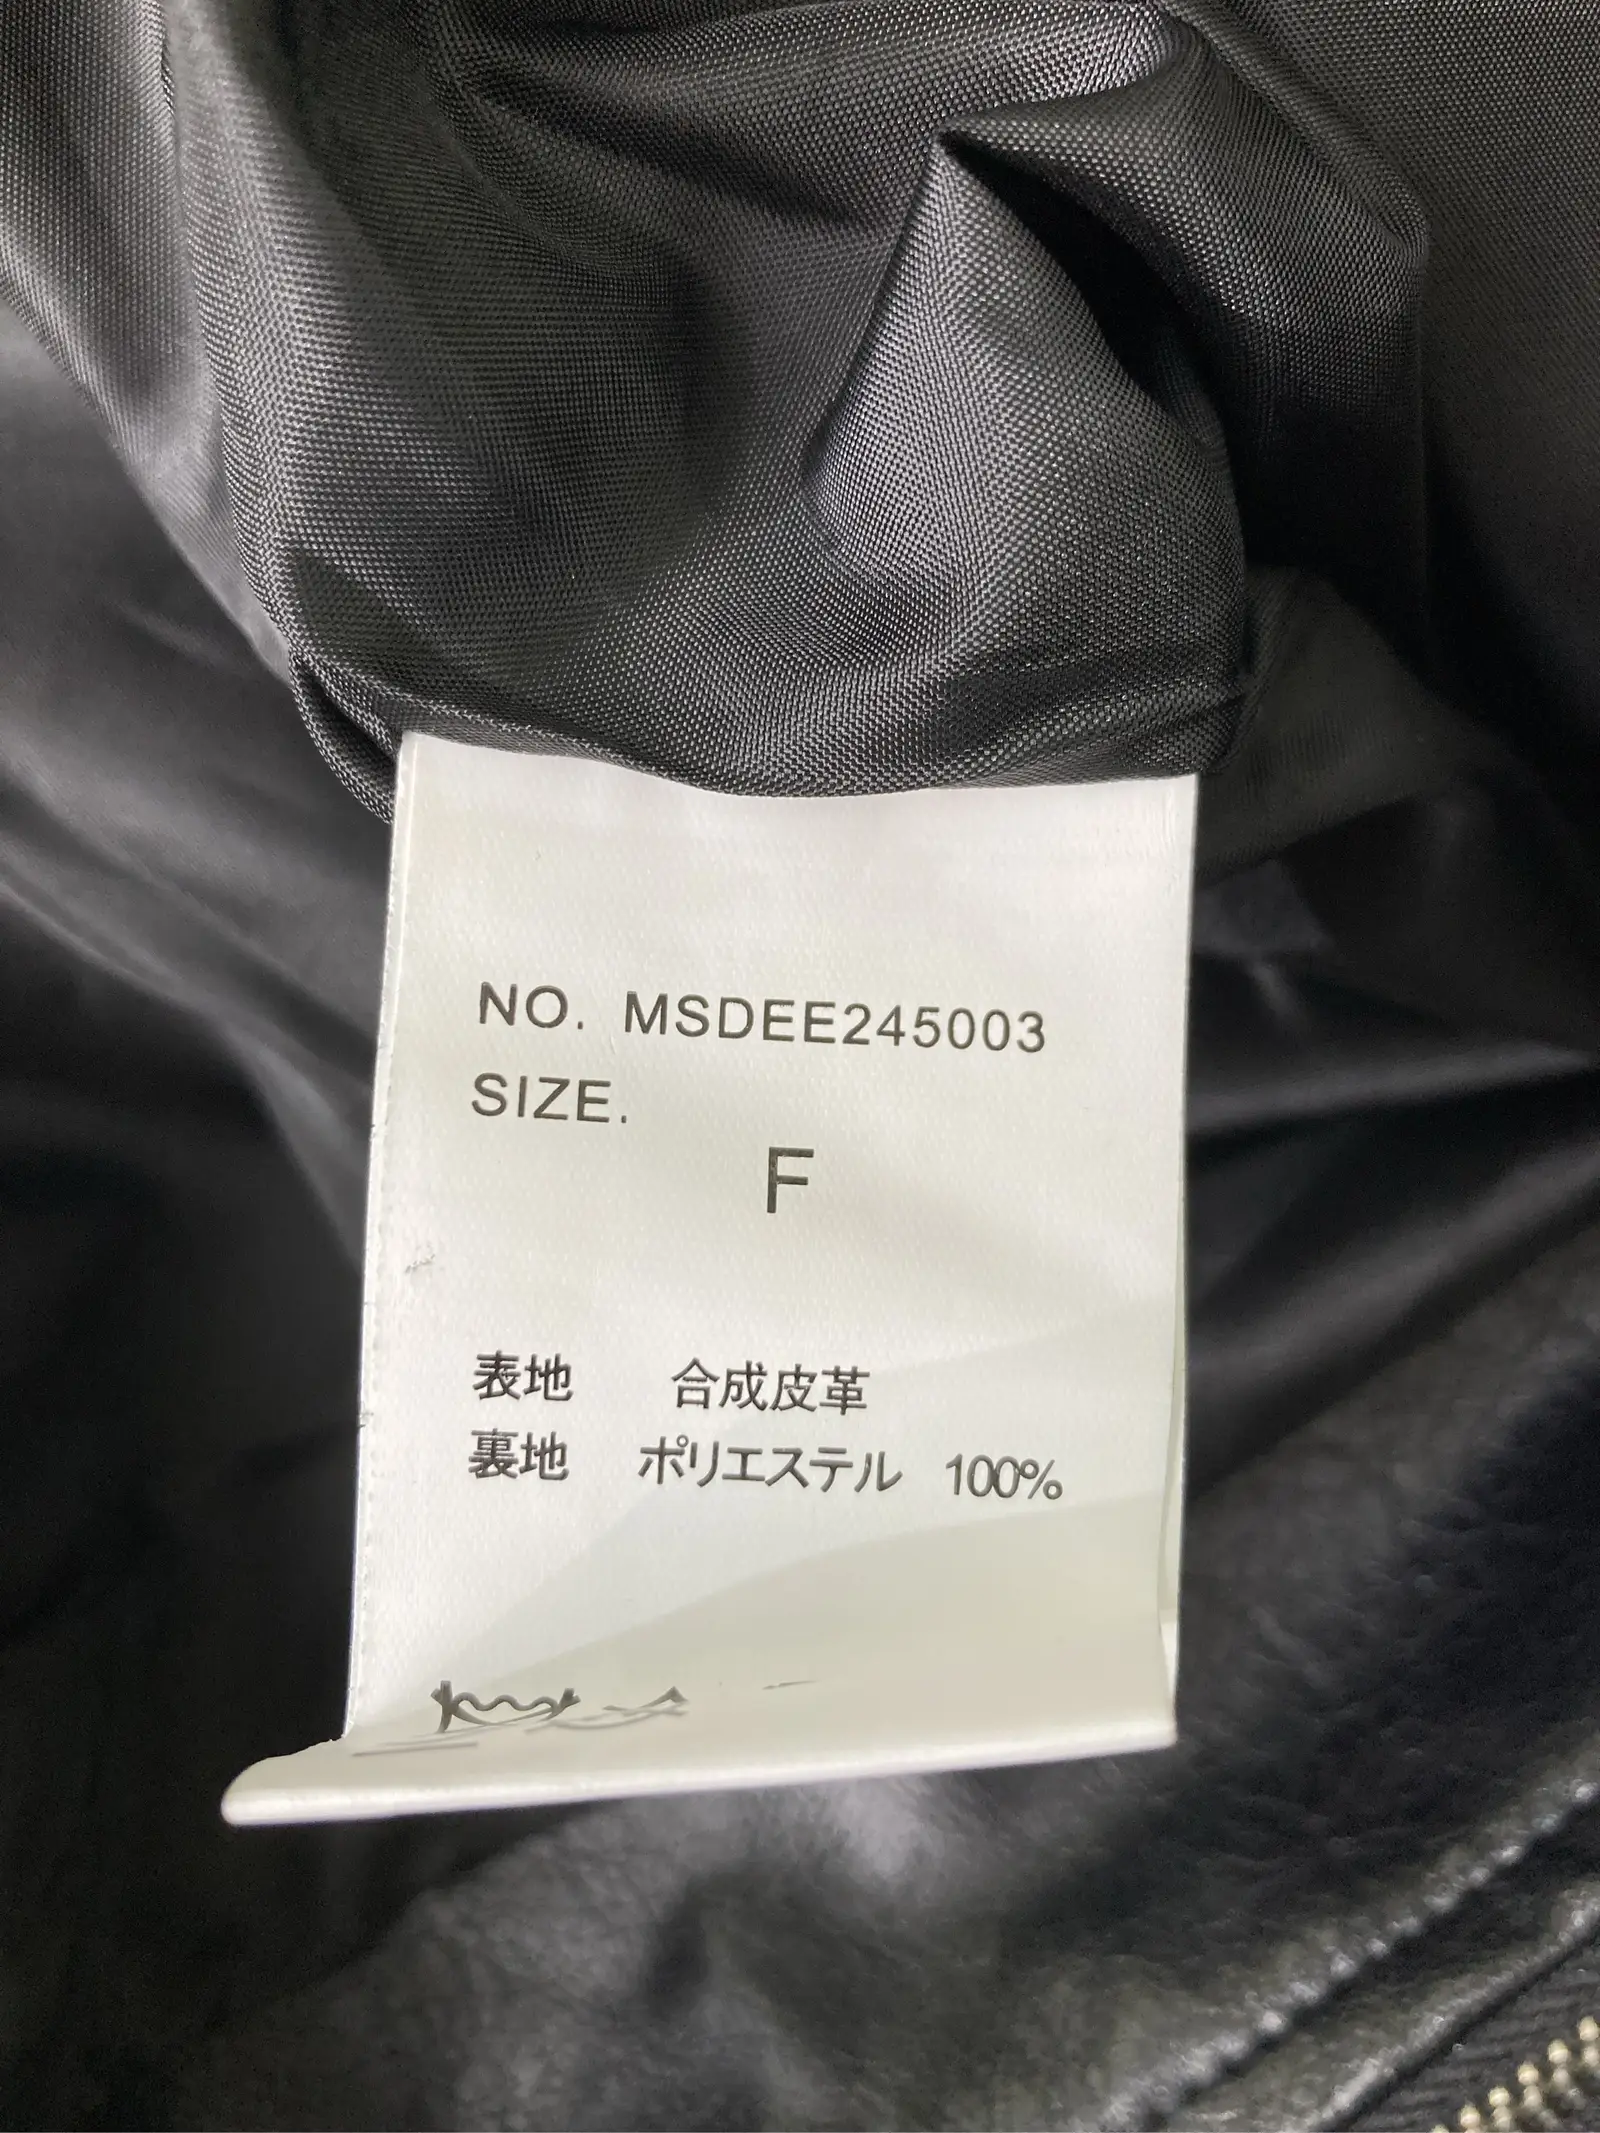 NO. MSDEE245003
SIZE.
F
表地 合成皮革
裏地 ポリエステル 100%